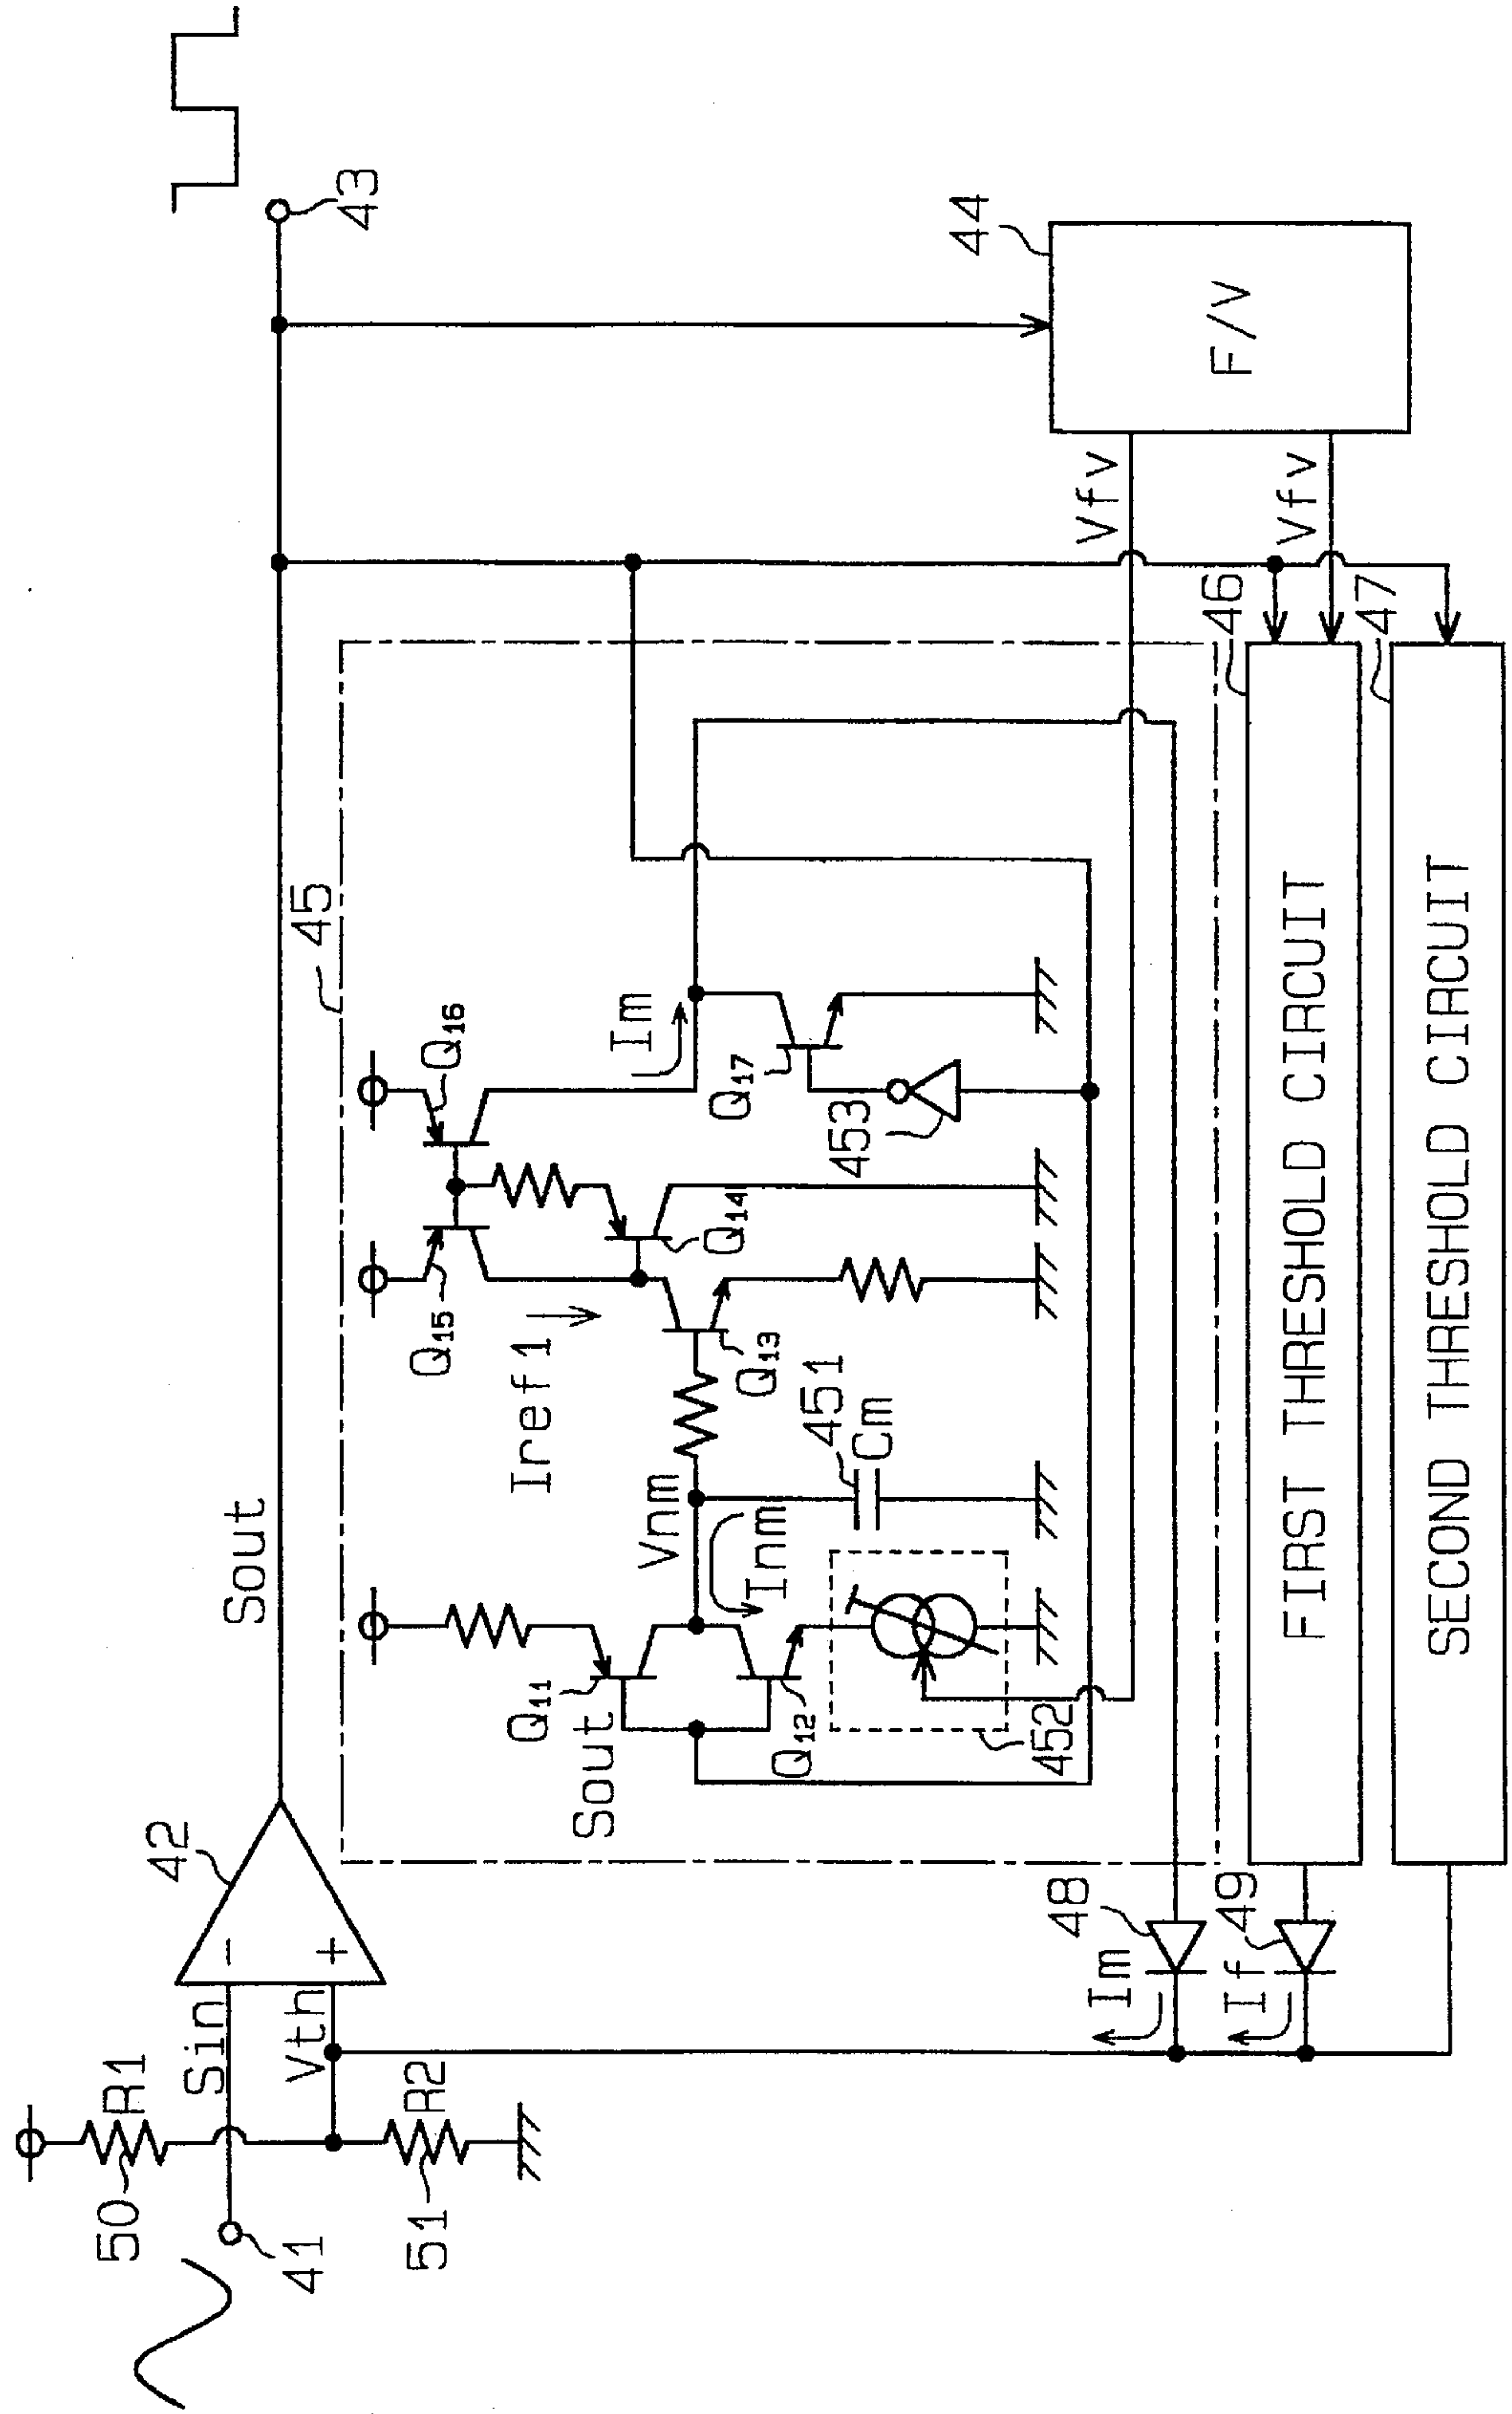 50
R1
41
Sin
Vth
51
R2
42
-
+
Sout
43
45
Q11
Sout
Q12
452
Vnm
Inm
451
Cm
Iref1
Q13
Q15
Q14
Q16
Im
Q17
453
44
F/V
Vfv
Vfv
Im
48
If
49
46
FIRST THRESHOLD CIRCUIT
47
SECOND THRESHOLD CIRCUIT